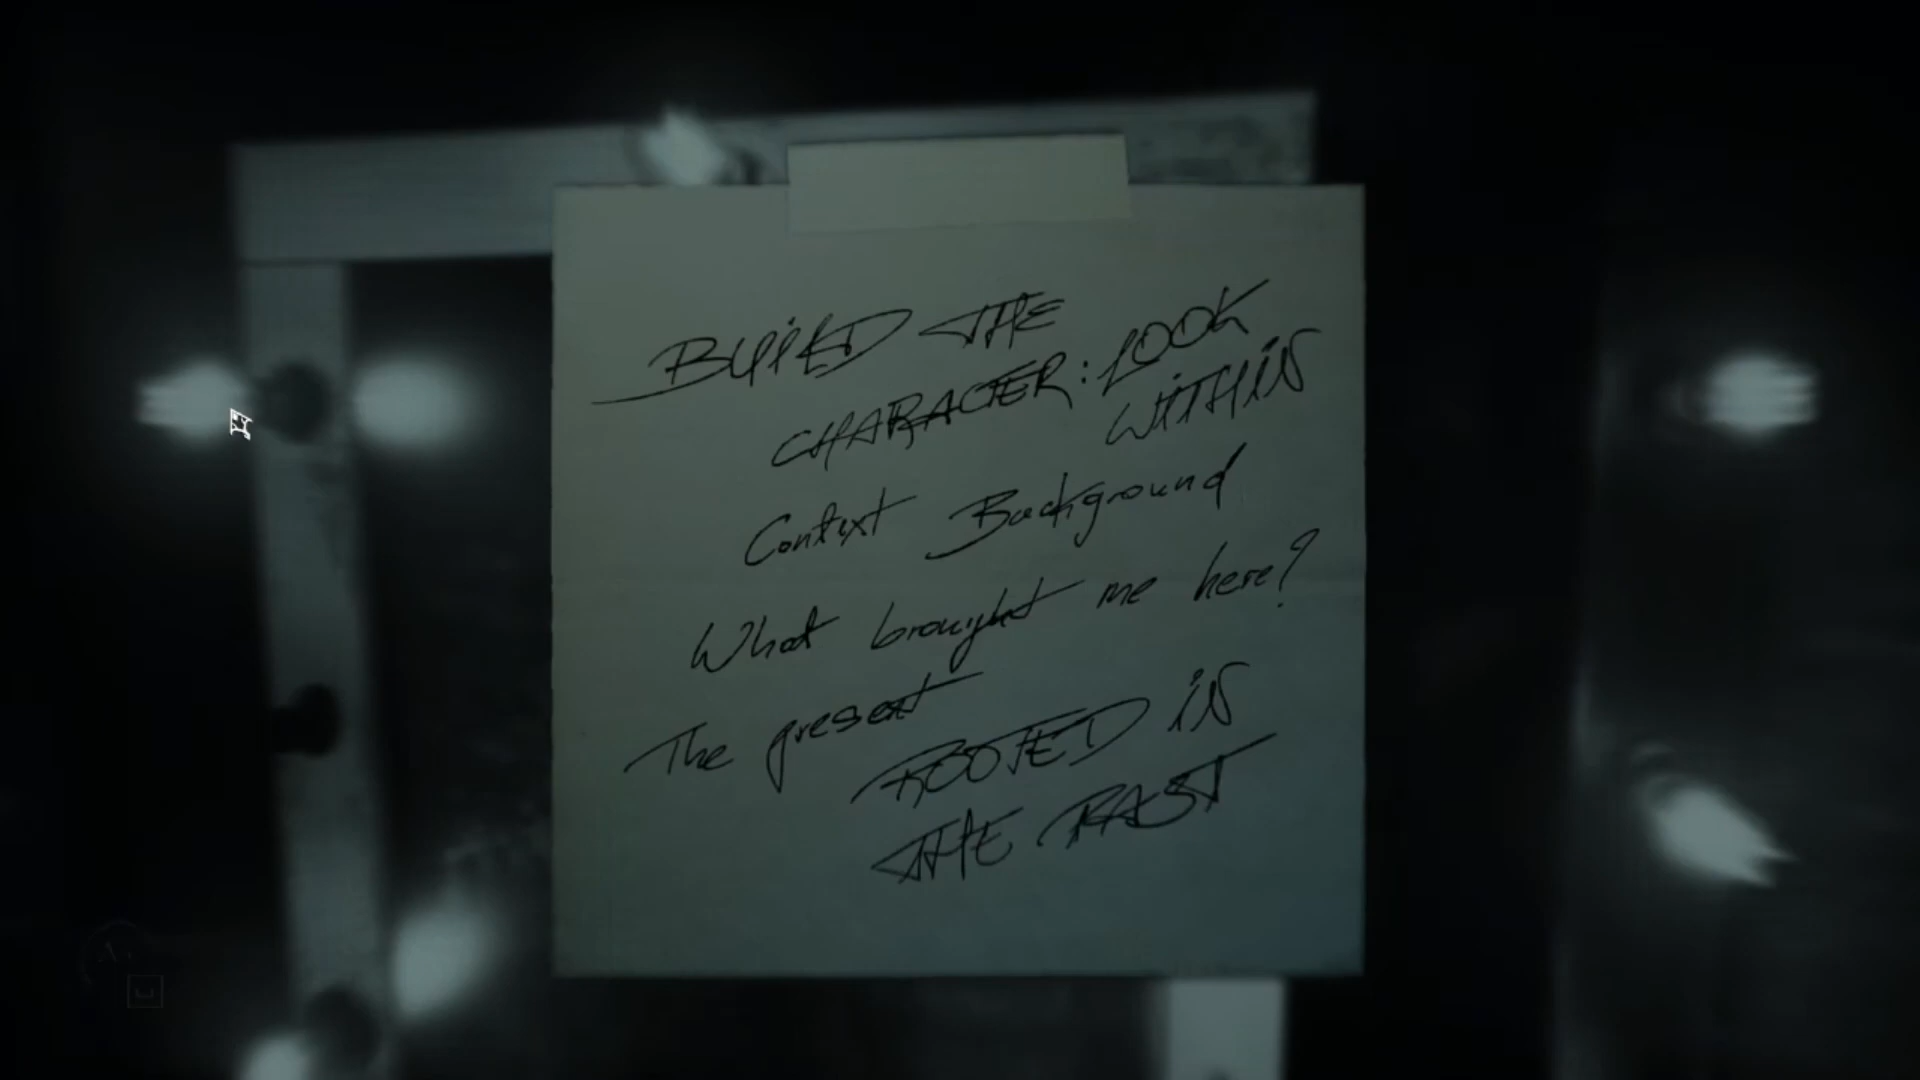 BUILD THE
CHARACTER: LOOK
WITHIN
Context Background
What brought me here?
The present
ROOTED IN
THE PAST